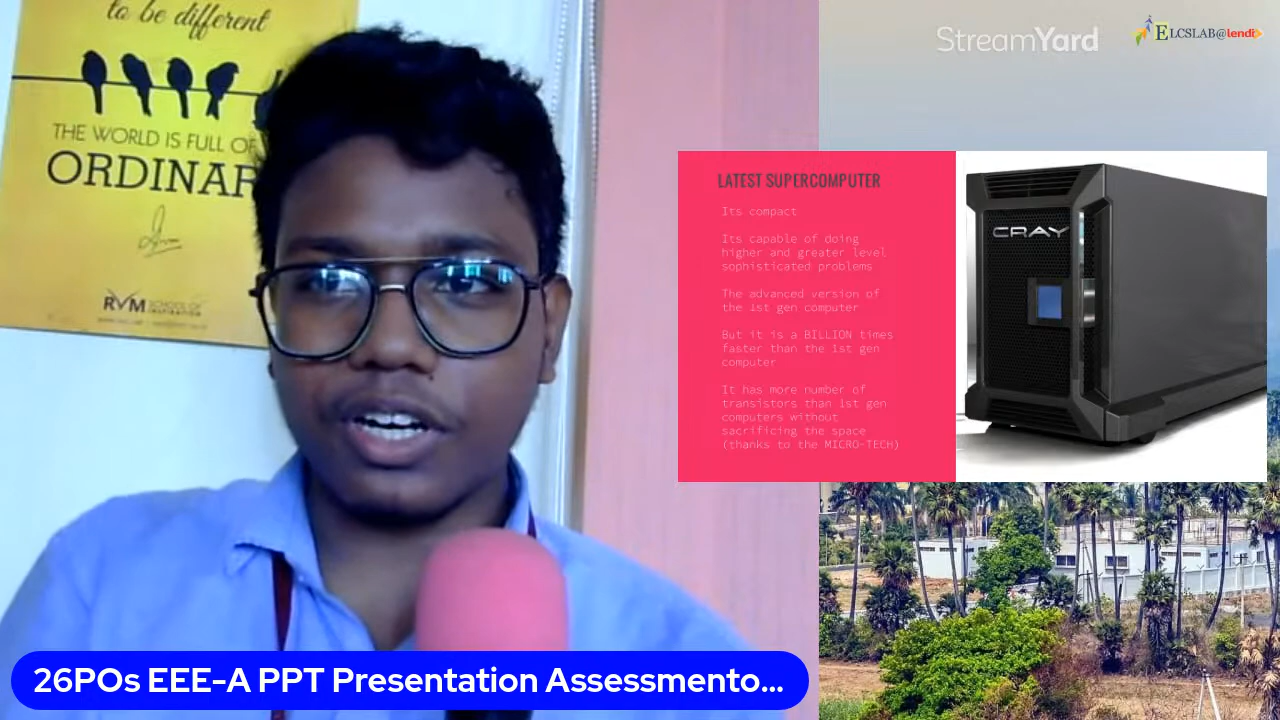 to be different
THE WORLD IS FULL OF
ORDINAR
RVM SCHOOL OF
INSPIRATION
StreamYard
ELCSLAB@lendi
LATEST SUPERCOMPUTER
Its compact
Its capable of doing
higher and greater level
sophisticated problems
The advanced version of
the 1st gen computer
But it is a BILLION times
faster than the 1st gen
computer
It has more number of
transistors than 1st gen
computers without
sacrificing the space
(thanks to the MICRO-TECH)
CRAY
26POs EEE-A PPT Presentation Assessmento...